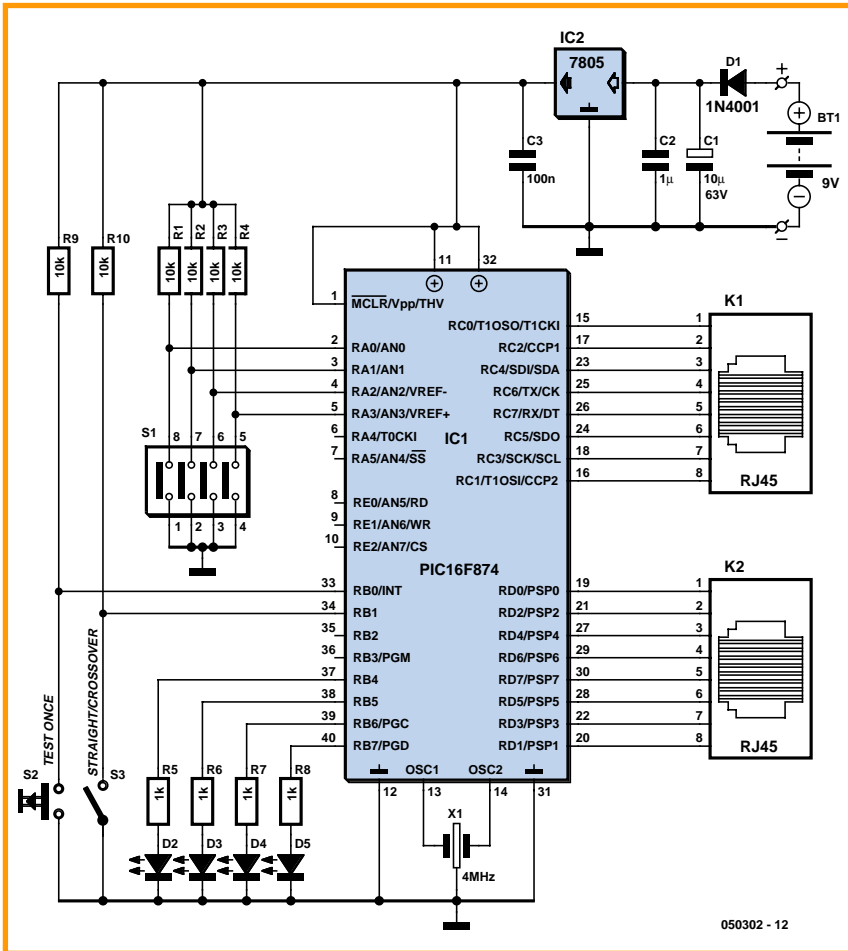 IC2
7805
D1
1N4001
+
BT1
9V
−
C3
100n
C2
1µ
C1
10µ
63V
R9
10k
R10
10k
R1
10k
R2
10k
R3
10k
R4
10k
11
32
1
MCLR/Vpp/THV
2
RA0/AN0
3
RA1/AN1
4
RA2/AN2/VREF-
5
RA3/AN3/VREF+
6
RA4/T0CKI
7
RA5/AN4/SS
8
RE0/AN5/RD
9
RE1/AN6/WR
10
RE2/AN7/CS
IC1
PIC16F874
33
RB0/INT
34
RB1
35
RB2
36
RB3/PGM
37
RB4
38
RB5
39
RB6/PGC
40
RB7/PGD
RC0/T1OSO/T1CKI
15
RC2/CCP1
17
RC4/SDI/SDA
23
RC6/TX/CK
25
RC7/RX/DT
26
RC5/SDO
24
RC3/SCK/SCL
18
RC1/T1OSI/CCP2
16
K1
1
2
3
4
5
6
7
8
RJ45
RD0/PSP0
19
RD2/PSP2
21
RD4/PSP4
27
RD6/PSP6
29
RD7/PSP7
30
RD5/PSP5
28
RD3/PSP3
22
RD1/PSP1
20
K2
1
2
3
4
5
6
7
8
RJ45
S1
8 7 6 5
1 2 3 4
TEST ONCE
S2
STRAIGHT/CROSSOVER
S3
R5
1k
R6
1k
R7
1k
R8
1k
D2
D3
D4
D5
OSC1
OSC2
12
13
14
31
X1
4MHz
050302 - 12